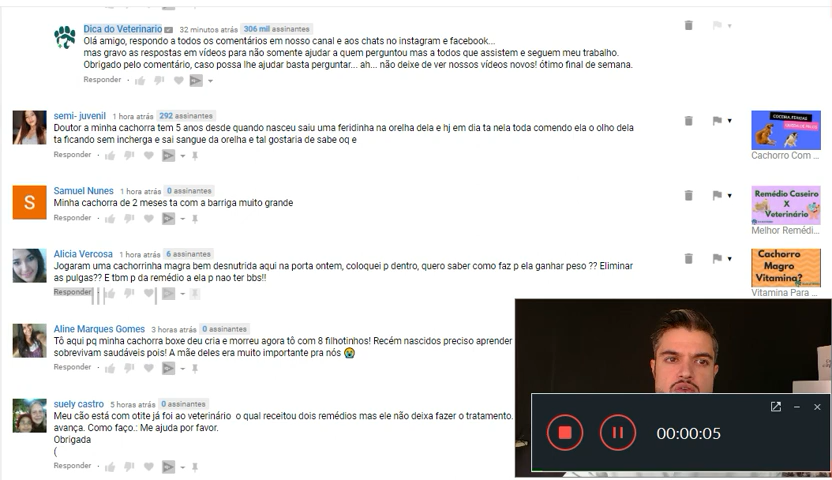 Dica do Veterinario 32 minutos atrás 306 mil assinantes
Olá amigo, respondo a todos os comentários em nosso canal e aos chats no instagram e facebook...
mas gravo as respostas em vídeos para não somente ajudar a quem perguntou mas a todos que assistem e seguem meu trabalho.
Obrigado pelo comentário, caso possa lhe ajudar basta perguntar... ah... não deixe de ver nossos vídeos novos! ótimo final de semana.
Responder
semi- juvenil 1 hora atrás 292 assinantes
Doutor a minha cachorra tem 5 anos desde quando nasceu saiu uma feridinha na orelha dela e hj em dia ta nela toda comendo ela o olho dela
ta ficando sem incherga e sai sangue da orelha e tal gostaria de sabe oq e
Responder
COCEIRA, FERIDAS
Cachorro Com ...
Samuel Nunes 1 hora atrás 0 assinantes
Minha cachorra de 2 meses ta com a barriga muito grande
Responder
Remédio Caseiro
X
Veterinário
Melhor Remédi...
Alicia Vercosa 1 hora atrás 6 assinantes
Jogaram uma cachorrinha magra bem desnutrida aqui na porta ontem, coloquei p dentro, quero saber como faz p ela ganhar peso ?? Eliminar
as pulgas?? E tbm p da remédio a ela p nao ter bbs!!
Responder
Cachorro
Magro
Vitamina?
Vitamina Para ...
Aline Marques Gomes 3 horas atrás 0 assinantes
Tô aqui pq minha cachorra boxe deu cria e morreu agora tô com 8 filhotinhos! Recém nascidos preciso aprender
sobrevivam saudáveis pois! A mãe deles era muito importante pra nós 😭
Responder
suely castro 5 horas atrás 0 assinantes
Meu cão está com otite já foi ao veterinário o qual receitou dois remédios mas ele não deixa fazer o tratamento.
avança. Como faço.: Me ajuda por favor.
Obrigada
(
Responder
00:00:05
S